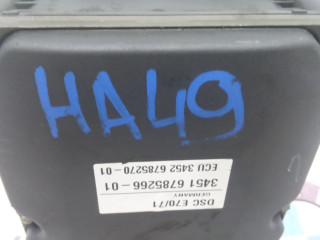 HA49
DSC E70/71
GERMANY
3451 6785266-01
ECU 3452 6785270-01